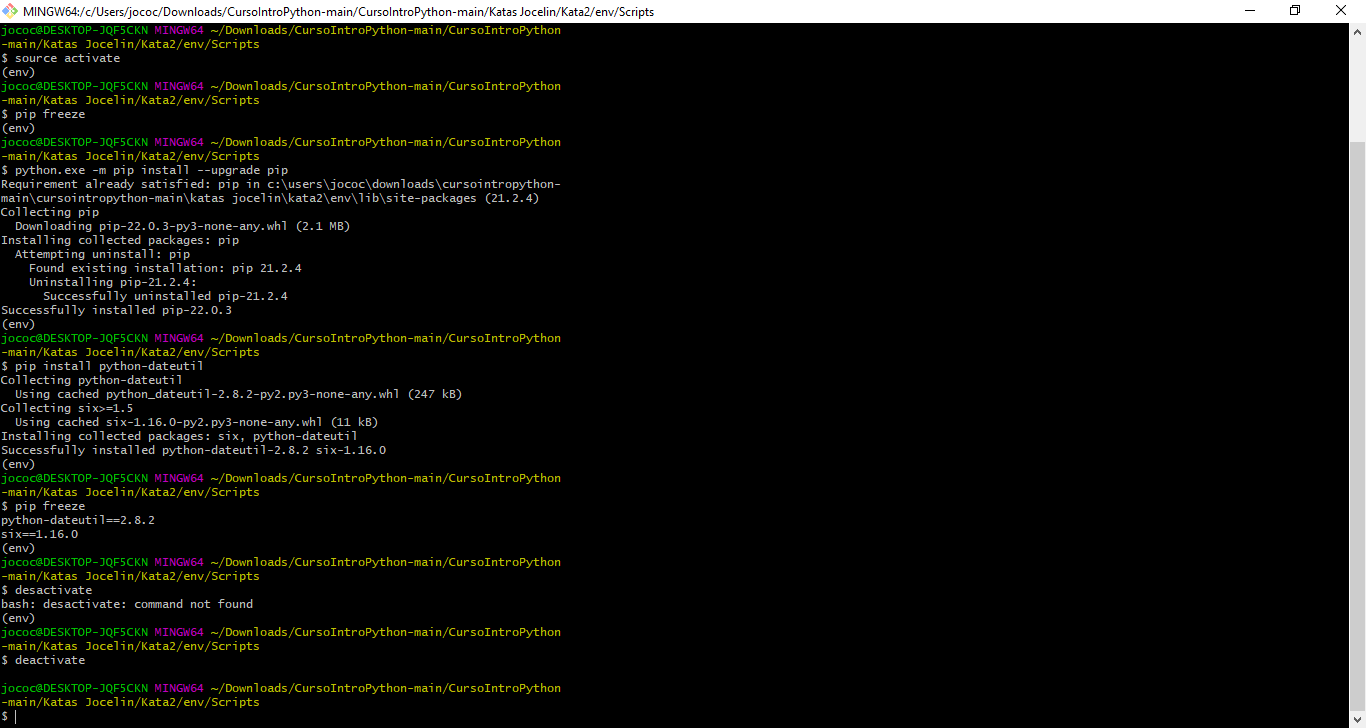 MINGW64:/c/Users/jococ/Downloads/CursoIntroPython-main/CursoIntroPython-main/Katas Jocelin/Kata2/env/Scripts
jococ@DESKTOP-JQF5CKN MINGW64 ~/Downloads/CursoIntroPython-main/CursoIntroPython
-main/Katas Jocelin/Kata2/env/Scripts
$ source activate
(env)
jococ@DESKTOP-JQF5CKN MINGW64 ~/Downloads/CursoIntroPython-main/CursoIntroPython
-main/Katas Jocelin/Kata2/env/Scripts
$ pip freeze
(env)
jococ@DESKTOP-JQF5CKN MINGW64 ~/Downloads/CursoIntroPython-main/CursoIntroPython
-main/Katas Jocelin/Kata2/env/Scripts
$ python.exe -m pip install --upgrade pip
Requirement already satisfied: pip in c:\users\jococ\downloads\cursointropython-
main\cursointropython-main\katas jocelin\kata2\env\lib\site-packages (21.2.4)
Collecting pip
  Downloading pip-22.0.3-py3-none-any.whl (2.1 MB)
Installing collected packages: pip
  Attempting uninstall: pip
    Found existing installation: pip 21.2.4
    Uninstalling pip-21.2.4:
      Successfully uninstalled pip-21.2.4
Successfully installed pip-22.0.3
(env)
jococ@DESKTOP-JQF5CKN MINGW64 ~/Downloads/CursoIntroPython-main/CursoIntroPython
-main/Katas Jocelin/Kata2/env/Scripts
$ pip install python-dateutil
Collecting python-dateutil
  Using cached python_dateutil-2.8.2-py2.py3-none-any.whl (247 kB)
Collecting six>=1.5
  Using cached six-1.16.0-py2.py3-none-any.whl (11 kB)
Installing collected packages: six, python-dateutil
Successfully installed python-dateutil-2.8.2 six-1.16.0
(env)
jococ@DESKTOP-JQF5CKN MINGW64 ~/Downloads/CursoIntroPython-main/CursoIntroPython
-main/Katas Jocelin/Kata2/env/Scripts
$ pip freeze
python-dateutil==2.8.2
six==1.16.0
(env)
jococ@DESKTOP-JQF5CKN MINGW64 ~/Downloads/CursoIntroPython-main/CursoIntroPython
-main/Katas Jocelin/Kata2/env/Scripts
$ desactivate
bash: desactivate: command not found
(env)
jococ@DESKTOP-JQF5CKN MINGW64 ~/Downloads/CursoIntroPython-main/CursoIntroPython
-main/Katas Jocelin/Kata2/env/Scripts
$ deactivate
jococ@DESKTOP-JQF5CKN MINGW64 ~/Downloads/CursoIntroPython-main/CursoIntroPython
-main/Katas Jocelin/Kata2/env/Scripts
$